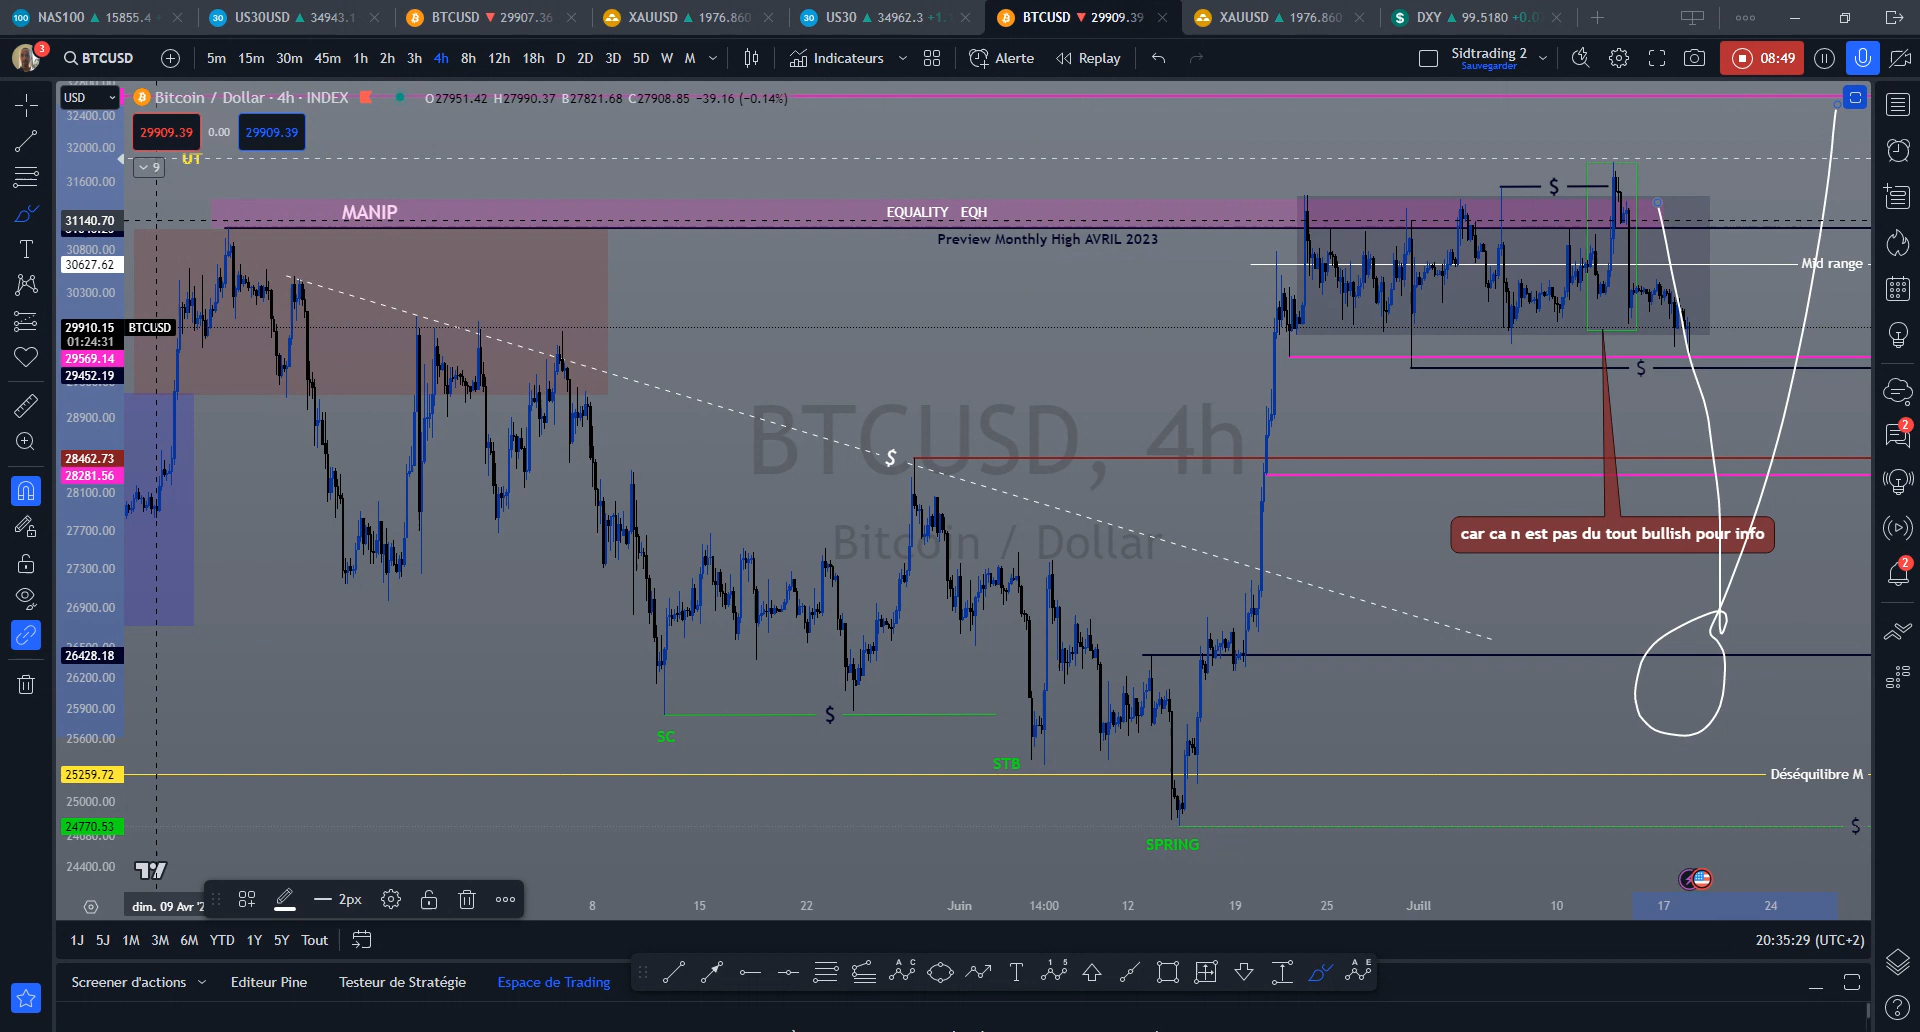 NAS100 ▲ 15855.4
US30USD ▲ 34943.1
BTCUSD ▼ 29907.36
XAUUSD ▲ 1976.860
US30 ▲ 34962.3 +1.
BTCUSD ▼ 29909.39
XAUUSD ▲ 1976.860
DXY ▲ 99.5180 +0.0
3
BTCUSD
5m 15m 30m 45m 1h 2h 3h 4h 8h 12h 18h D 2D 3D 5D W M
Indicateurs
Alerte
Replay
Sidtrading 2
Sauvegarder
08:49
USD
Bitcoin / Dollar · 4h · INDEX
O27951.42 H27990.37 B27821.68 C27908.85 −39.16 (−0.14%)
29909.39 0.00 29909.39
9
UT
32400.00
32000.00
31600.00
31140.70
30800.00
30627.62
30300.00
29910.15
01:24:31
29569.14
29452.19
28900.00
28462.73
28281.56
28100.00
27700.00
27300.00
26900.00
26428.18
26200.00
25900.00
25600.00
25259.72
25000.00
24770.53
24400.00
BTCUSD
MANIP
EQUALITY EQH
Preview Monthly High AVRIL 2023
$
Mid range
$
$
BTCUSD, 4h
Bitcoin / Dollar
car ca n est pas du tout bullish pour info
$
SC
STB
SPRING
Déséquilibre M
$
2px
dim. 09 Avr '2
8 15 22 Juin 14:00 12 19 25 Juill 10 17 24
1J 5J 1M 3M 6M YTD 1Y 5Y Tout
20:35:29 (UTC+2)
Screener d'actions
Editeur Pine
Testeur de Stratégie
Espace de Trading
2
2